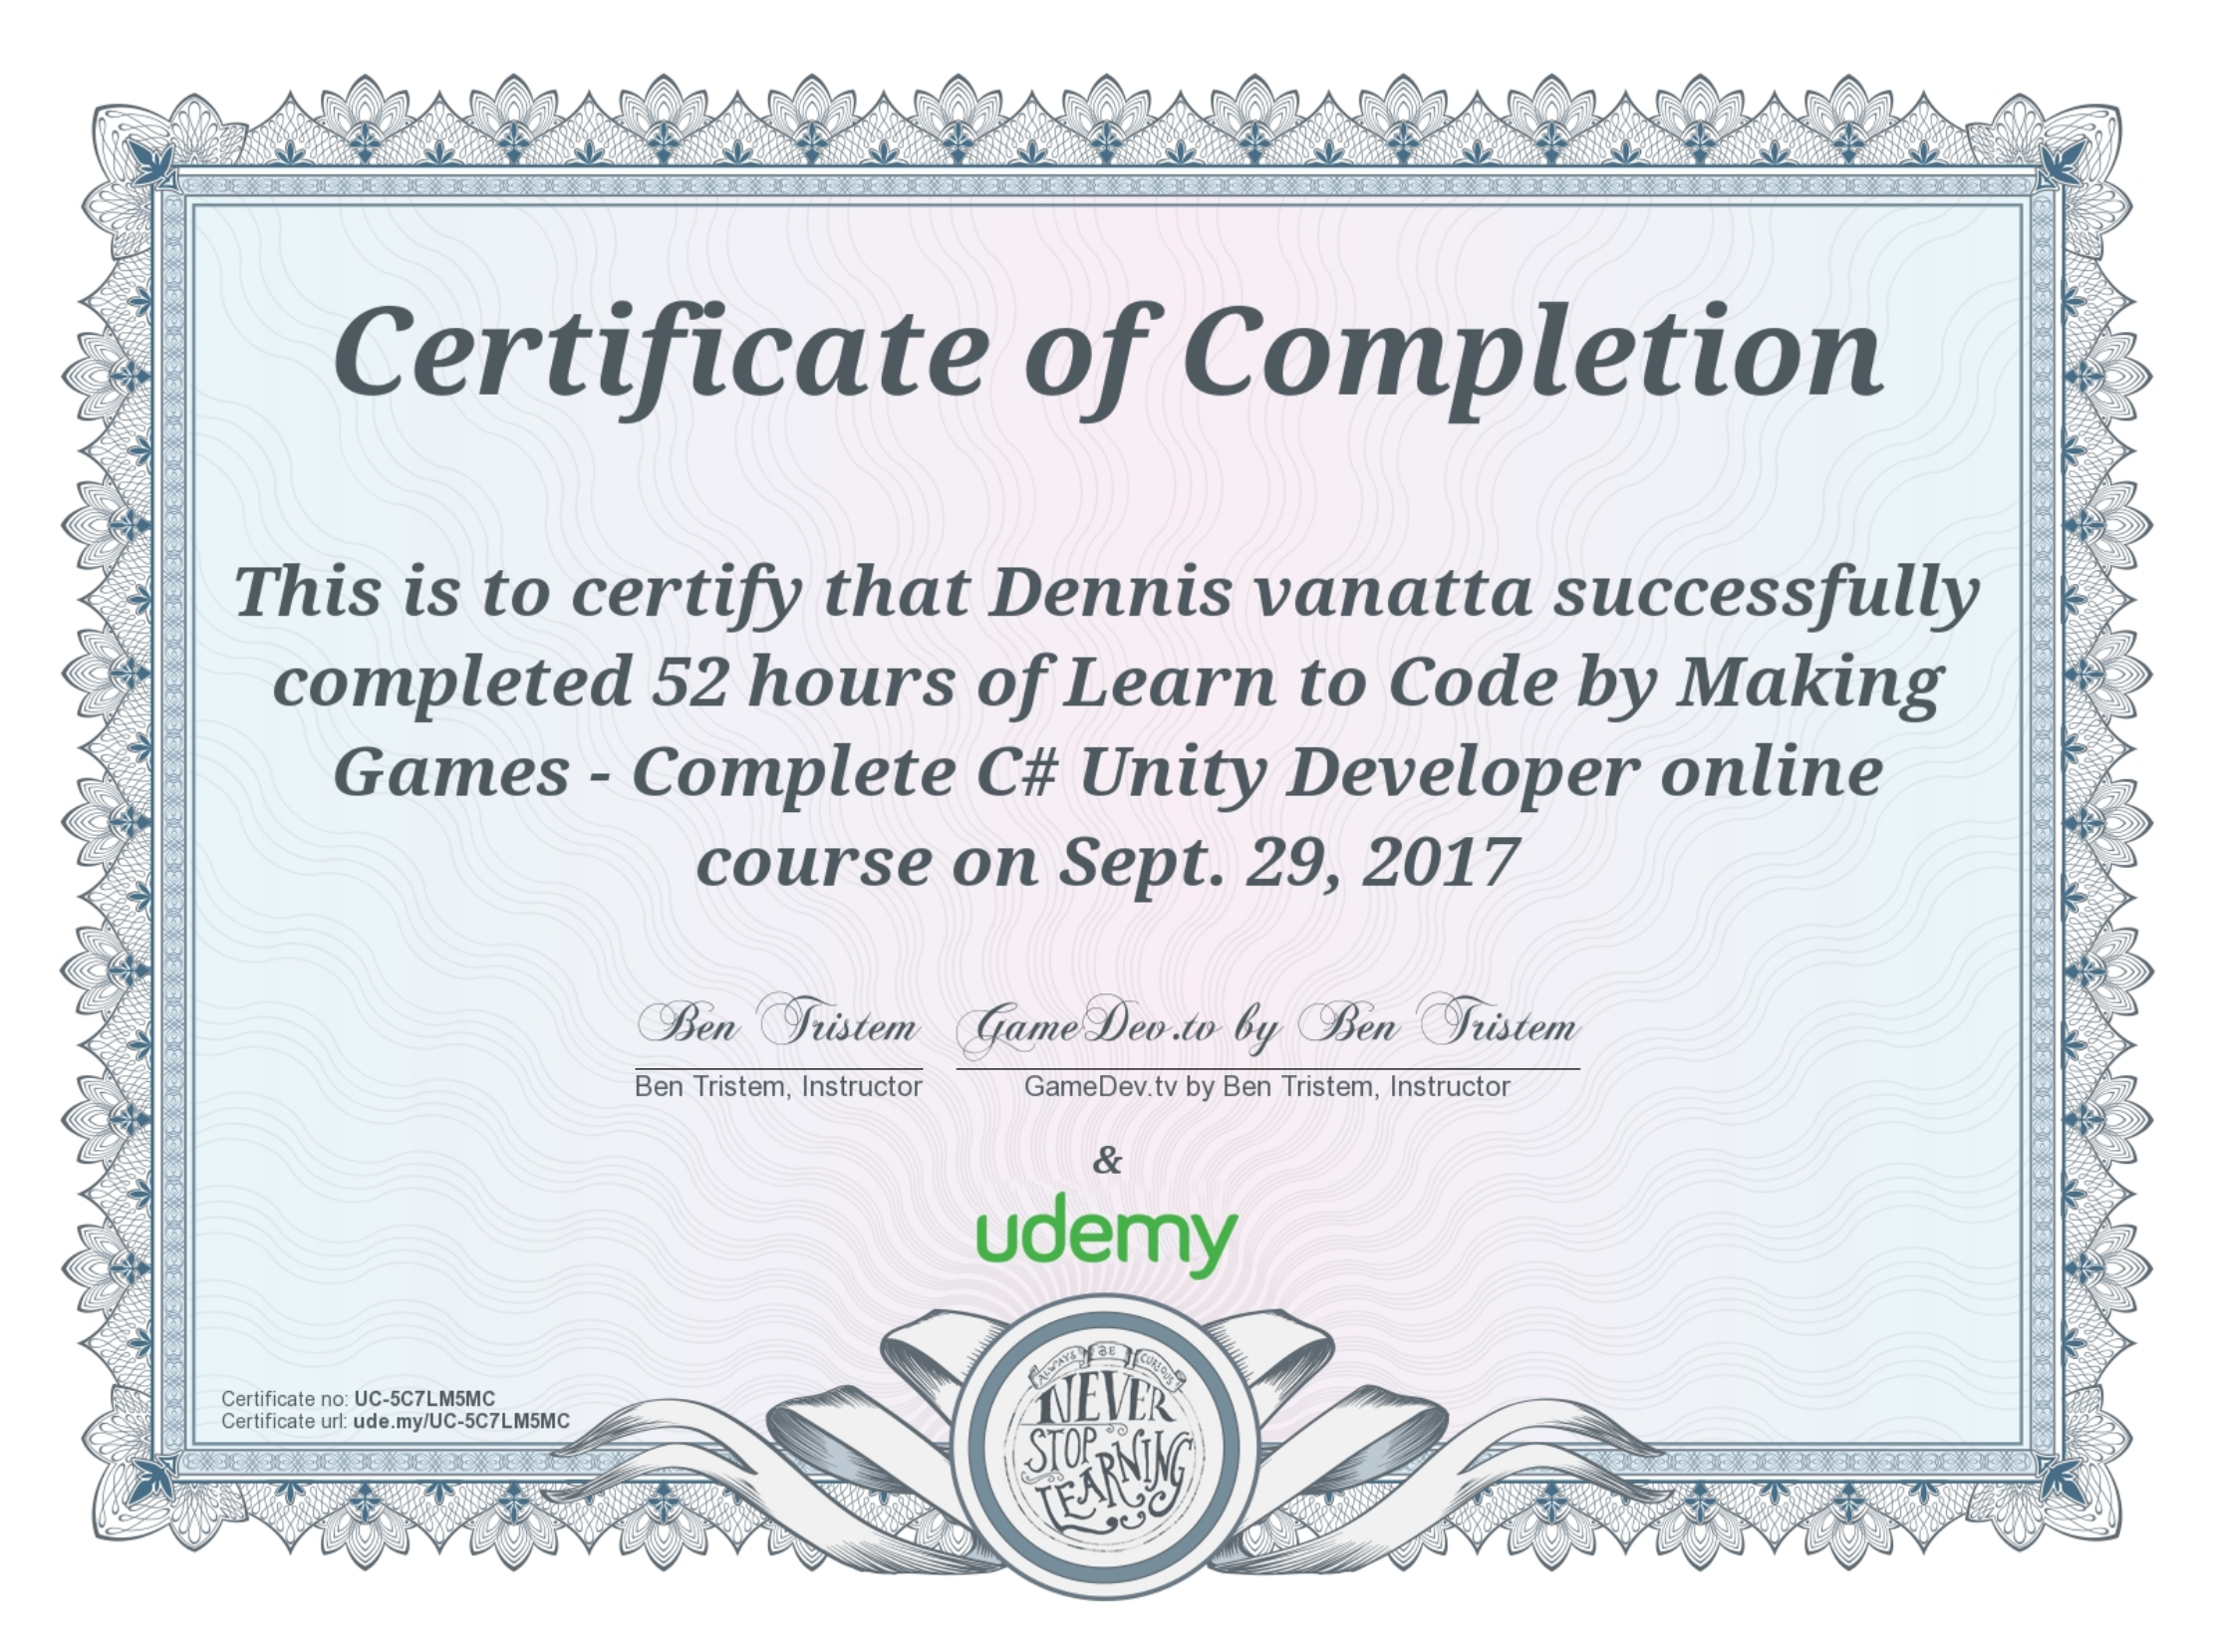 Certificate of Completion
This is to certify that Dennis vanatta successfully
completed 52 hours of Learn to Code by Making
Games - Complete C# Unity Developer online
course on Sept. 29, 2017
Ben Tristem GameDev.tv by Ben Tristem
Ben Tristem, Instructor GameDev.tv by Ben Tristem, Instructor
&
udemy
ALWAYS BE CURIOUS
NEVER
STOP
LEARNING
Certificate no: UC-5C7LM5MC
Certificate url: ude.my/UC-5C7LM5MC